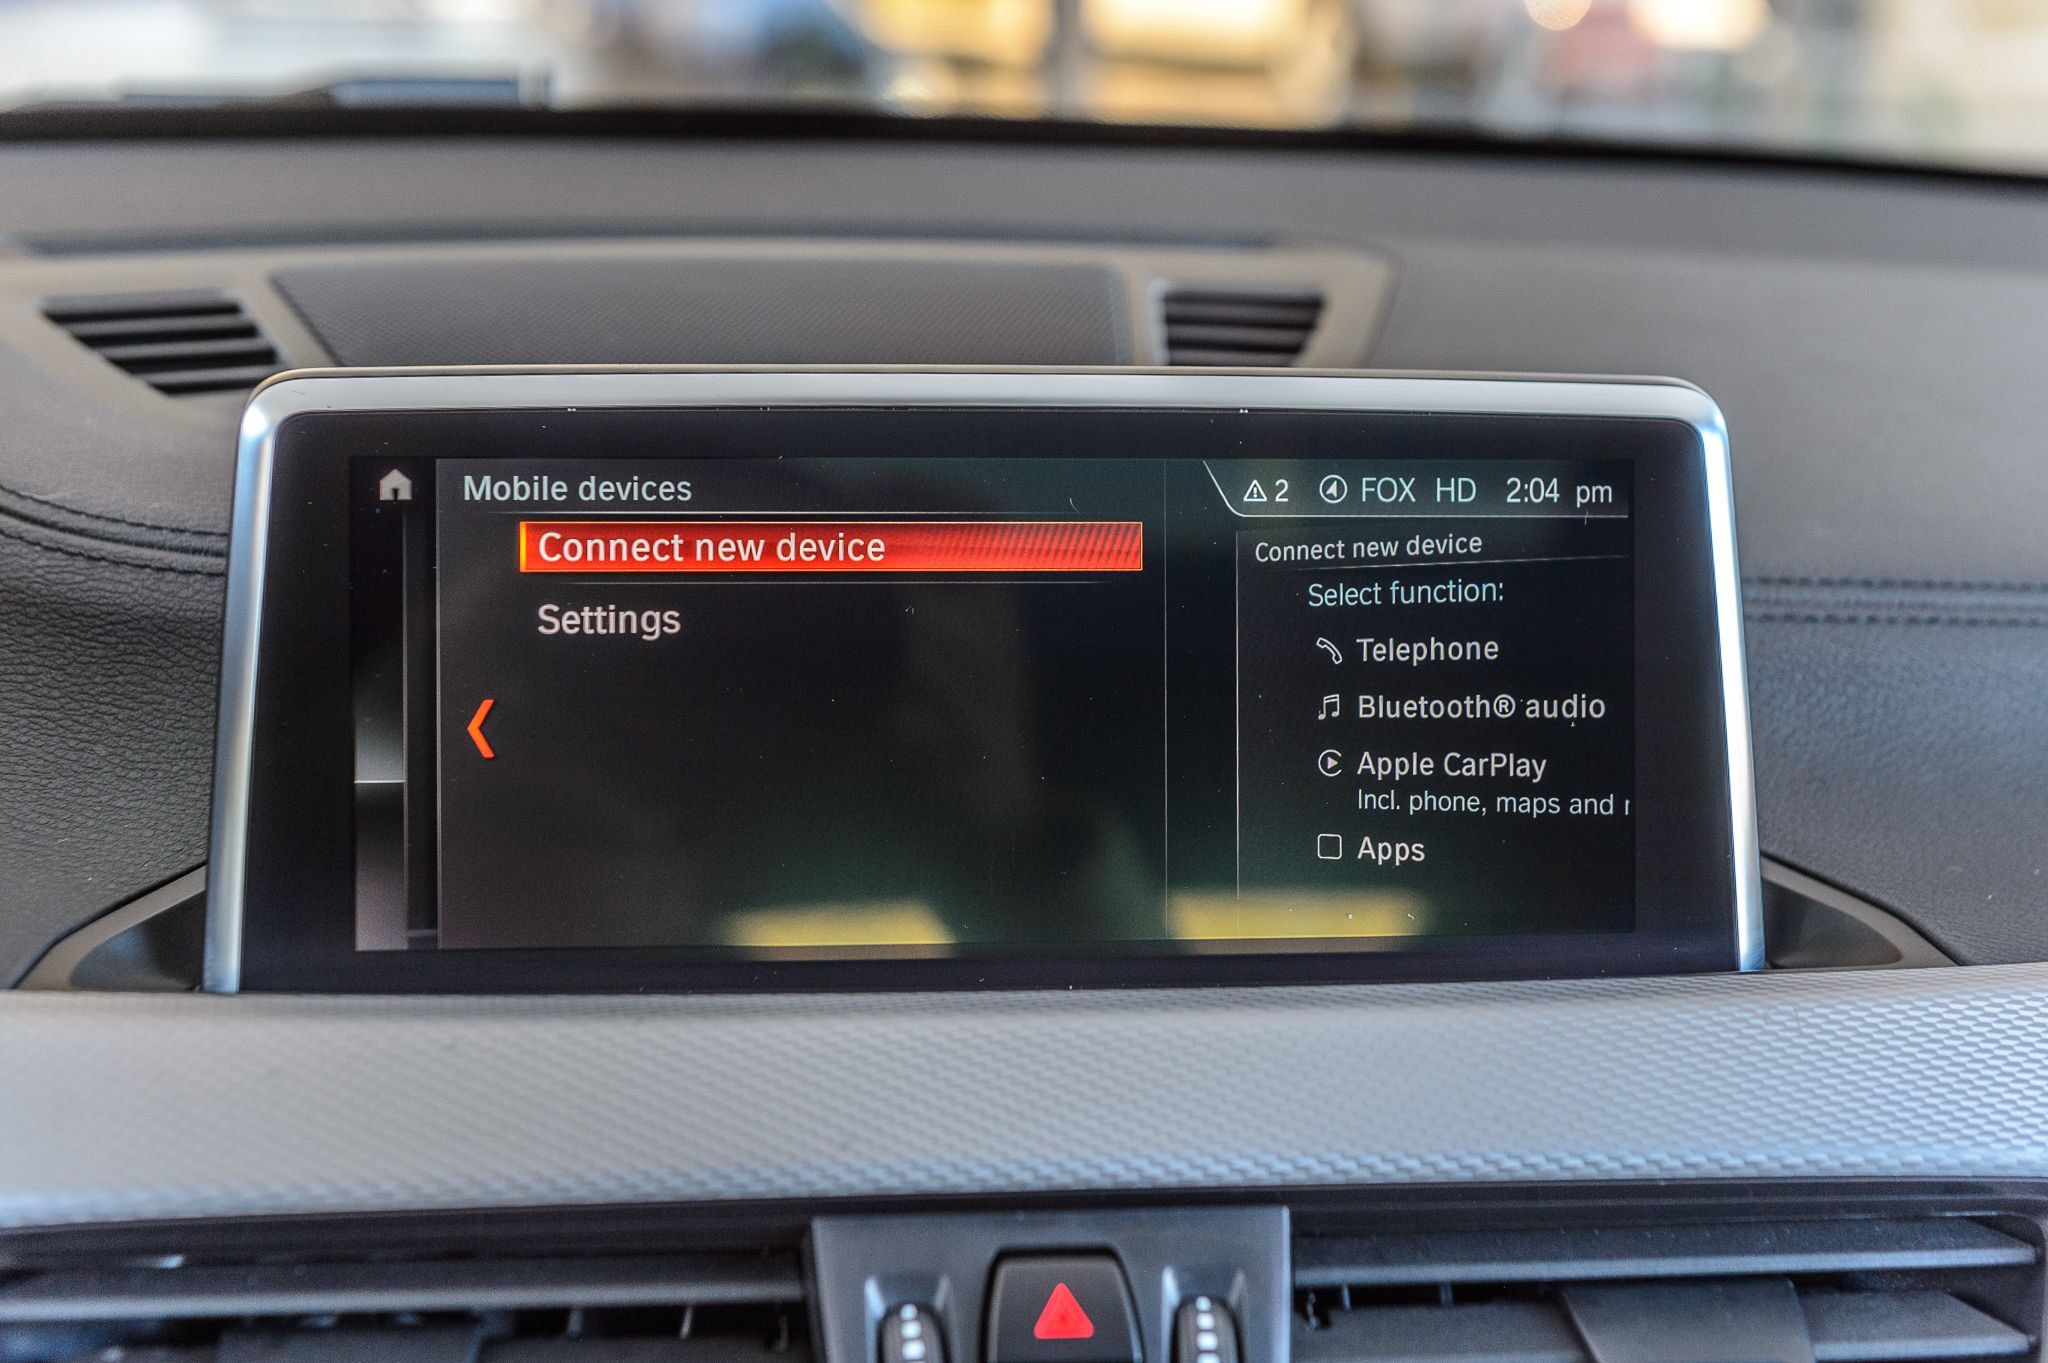 Mobile devices
2 FOX HD 2:04 pm
Connect new device
Settings
Connect new device
Select function:
Telephone
Bluetooth® audio
Apple CarPlay
Incl. phone, maps and
Apps